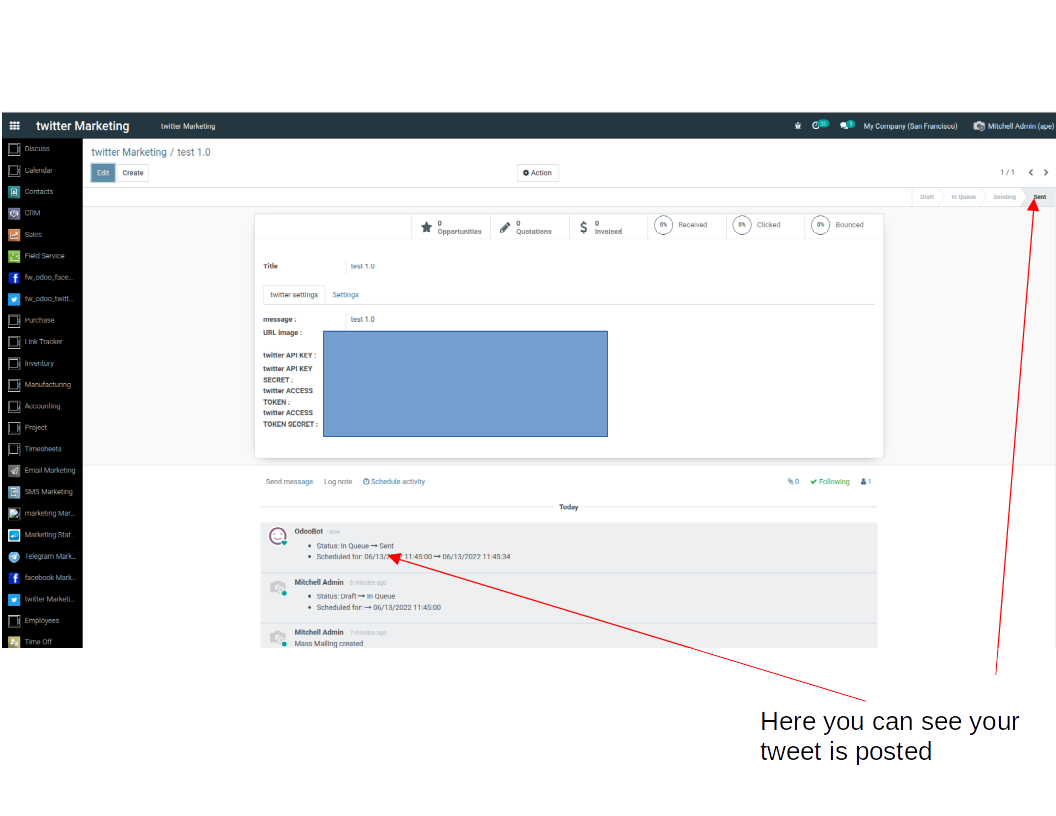 twitter Marketing
twitter Marketing
31
5
My Company (San Francisco)
Mitchell Admin (ape)
Discuss
Calendar
Contacts
CRM
Sales
Field Service
fw_odoo_face..
fw_odoo_twitt..
Purchase
Link Tracker
Inventory
Manufacturing
Accounting
Project
Timesheets
Email Marketing
SMS Marketing
marketing Mar..
Marketing Stat..
Telegram Mark..
facebook Mark..
twitter Marketi..
Employees
Time Off
twitter Marketing / test 1.0
Edit
Create
Action
1 / 1
Draft
In Queue
Sending
Sent
0
Opportunities
0
Quotations
0
Invoiced
0%
Received
0%
Clicked
0%
Bounced
Title
test 1.0
twitter settings
Settings
message :
test 1.0
URL image :
twitter API KEY :
twitter API KEY
SECRET :
twitter ACCESS
TOKEN :
twitter ACCESS
TOKEN SECRET :
Send message
Log note
Schedule activity
0
Following
1
Today
OdooBot - now
Status: In Queue → Sent
Scheduled for: 06/13/2022 11:45:00 → 06/13/2022 11:45:34
Mitchell Admin - 6 minutes ago
Status: Draft → In Queue
Scheduled for: → 06/13/2022 11:45:00
Mitchell Admin - 7 minutes ago
Mass Mailing created
Here you can see your
tweet is posted